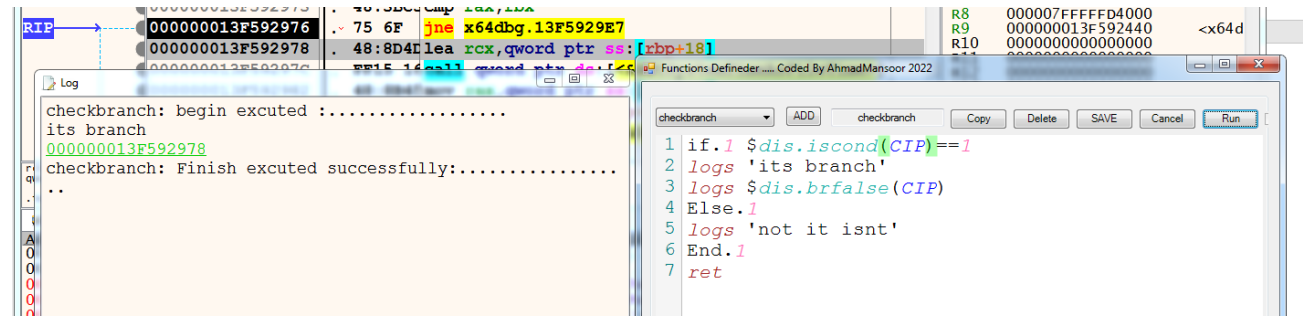 RIP
000000013F592976
.
75 6F
jne x64dbg.13F5929E7
000000013F592978
.
48:8D4D
lea rcx,qword ptr ss:[rbp+18]
R8 000007FFFFFD4000
R9 000000013F592440 <x64d
R10 0000000000000000
Log
checkbranch: begin excuted :..................
its branch
000000013F592978
checkbranch: Finish excuted successfully:................
..
Functions Defineder ..... Coded By AhmadMansoor 2022
checkbranch ADD checkbranch Copy Delete SAVE Cancel Run
1 if.1 $dis.iscond(CIP)==1
2 logs 'its branch'
3 logs $dis.brfalse(CIP)
4 Else.1
5 logs 'not it isnt'
6 End.1
7 ret